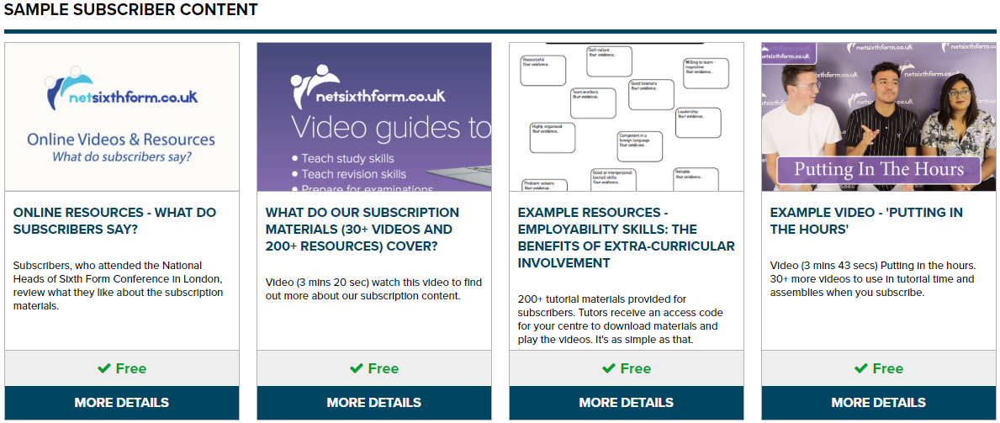 SAMPLE SUBSCRIBER CONTENT
netsixthform.co.uk
Online Videos & Resources
What do subscribers say?
ONLINE RESOURCES - WHAT DO
SUBSCRIBERS SAY?
Subscribers, who attended the National
Heads of Sixth Form Conference in London,
review what they like about the subscription
materials.
Free
MORE DETAILS
netsixthform.co.uk
Video guides to
• Teach study skills
• Teach revision skills
• Prepare for examinations
WHAT DO OUR SUBSCRIPTION
MATERIALS (30+ VIDEOS AND
200+ RESOURCES) COVER?
Video (3 mins 20 sec) watch this video to find
out more about our subscription content.
Free
MORE DETAILS
Self-reliant
Your evidence..
Resourceful
Your evidence..
Willing to learn -
inquisitive
Your evidence..
Team-workers
Your evidence..
Good listeners
Your evidence..
Leadership
Your evidence..
Highly organised
Your evidence..
Competent in a
foreign language
Your evidence..
Problem-solvers
Good at interpersonal
(social) skills
Your evidence..
Reliable
Your evidence..
EXAMPLE RESOURCES -
EMPLOYABILITY SKILLS: THE
BENEFITS OF EXTRA-CURRICULAR
INVOLVEMENT
200+ tutorial materials provided for
subscribers. Tutors receive an access code
for your centre to download materials and
play the videos. It's as simple as that.
Free
MORE DETAILS
netsixthform.co.uk
Putting In The Hours
EXAMPLE VIDEO - 'PUTTING IN
THE HOURS'
Video (3 mins 43 secs) Putting in the hours.
30+ more videos to use in tutorial time and
assemblies when you subscribe.
Free
MORE DETAILS